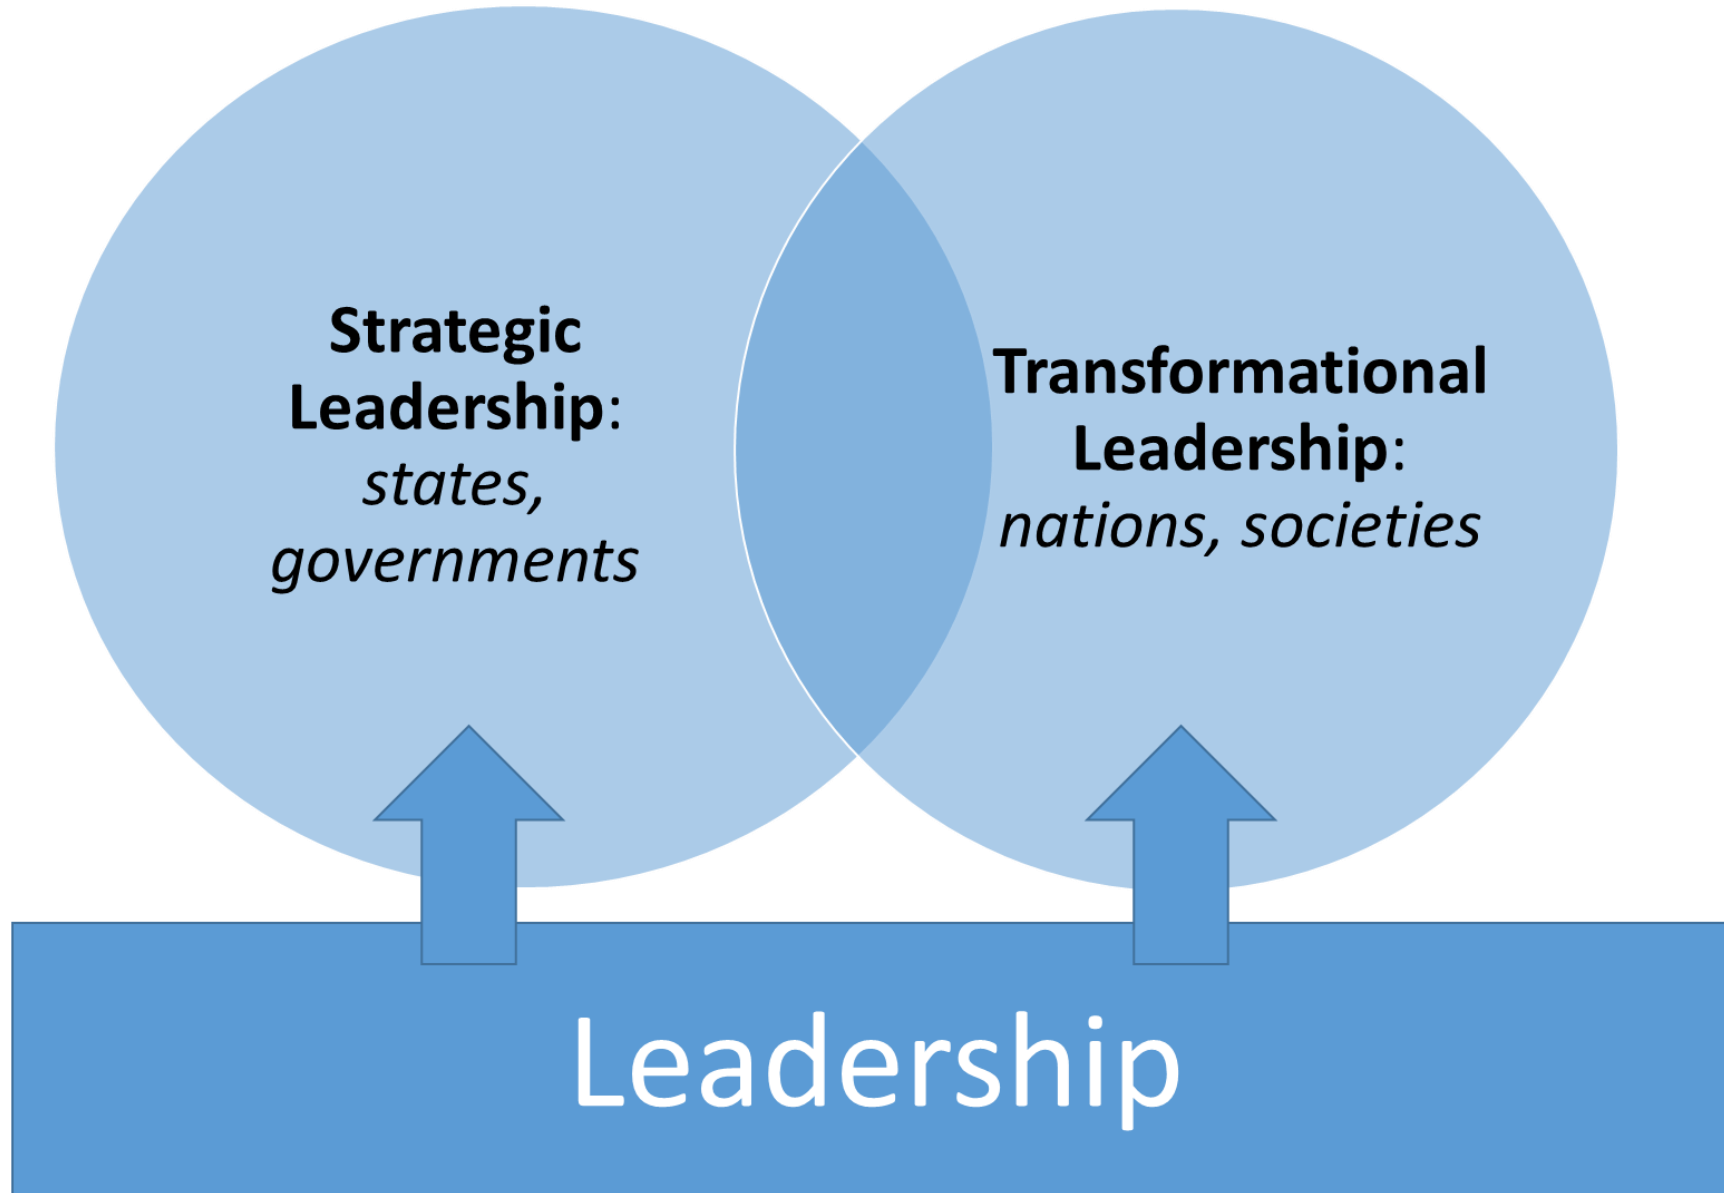 Strategic
Leadership:
states,
governments
Transformational
Leadership:
nations, societies
Leadership